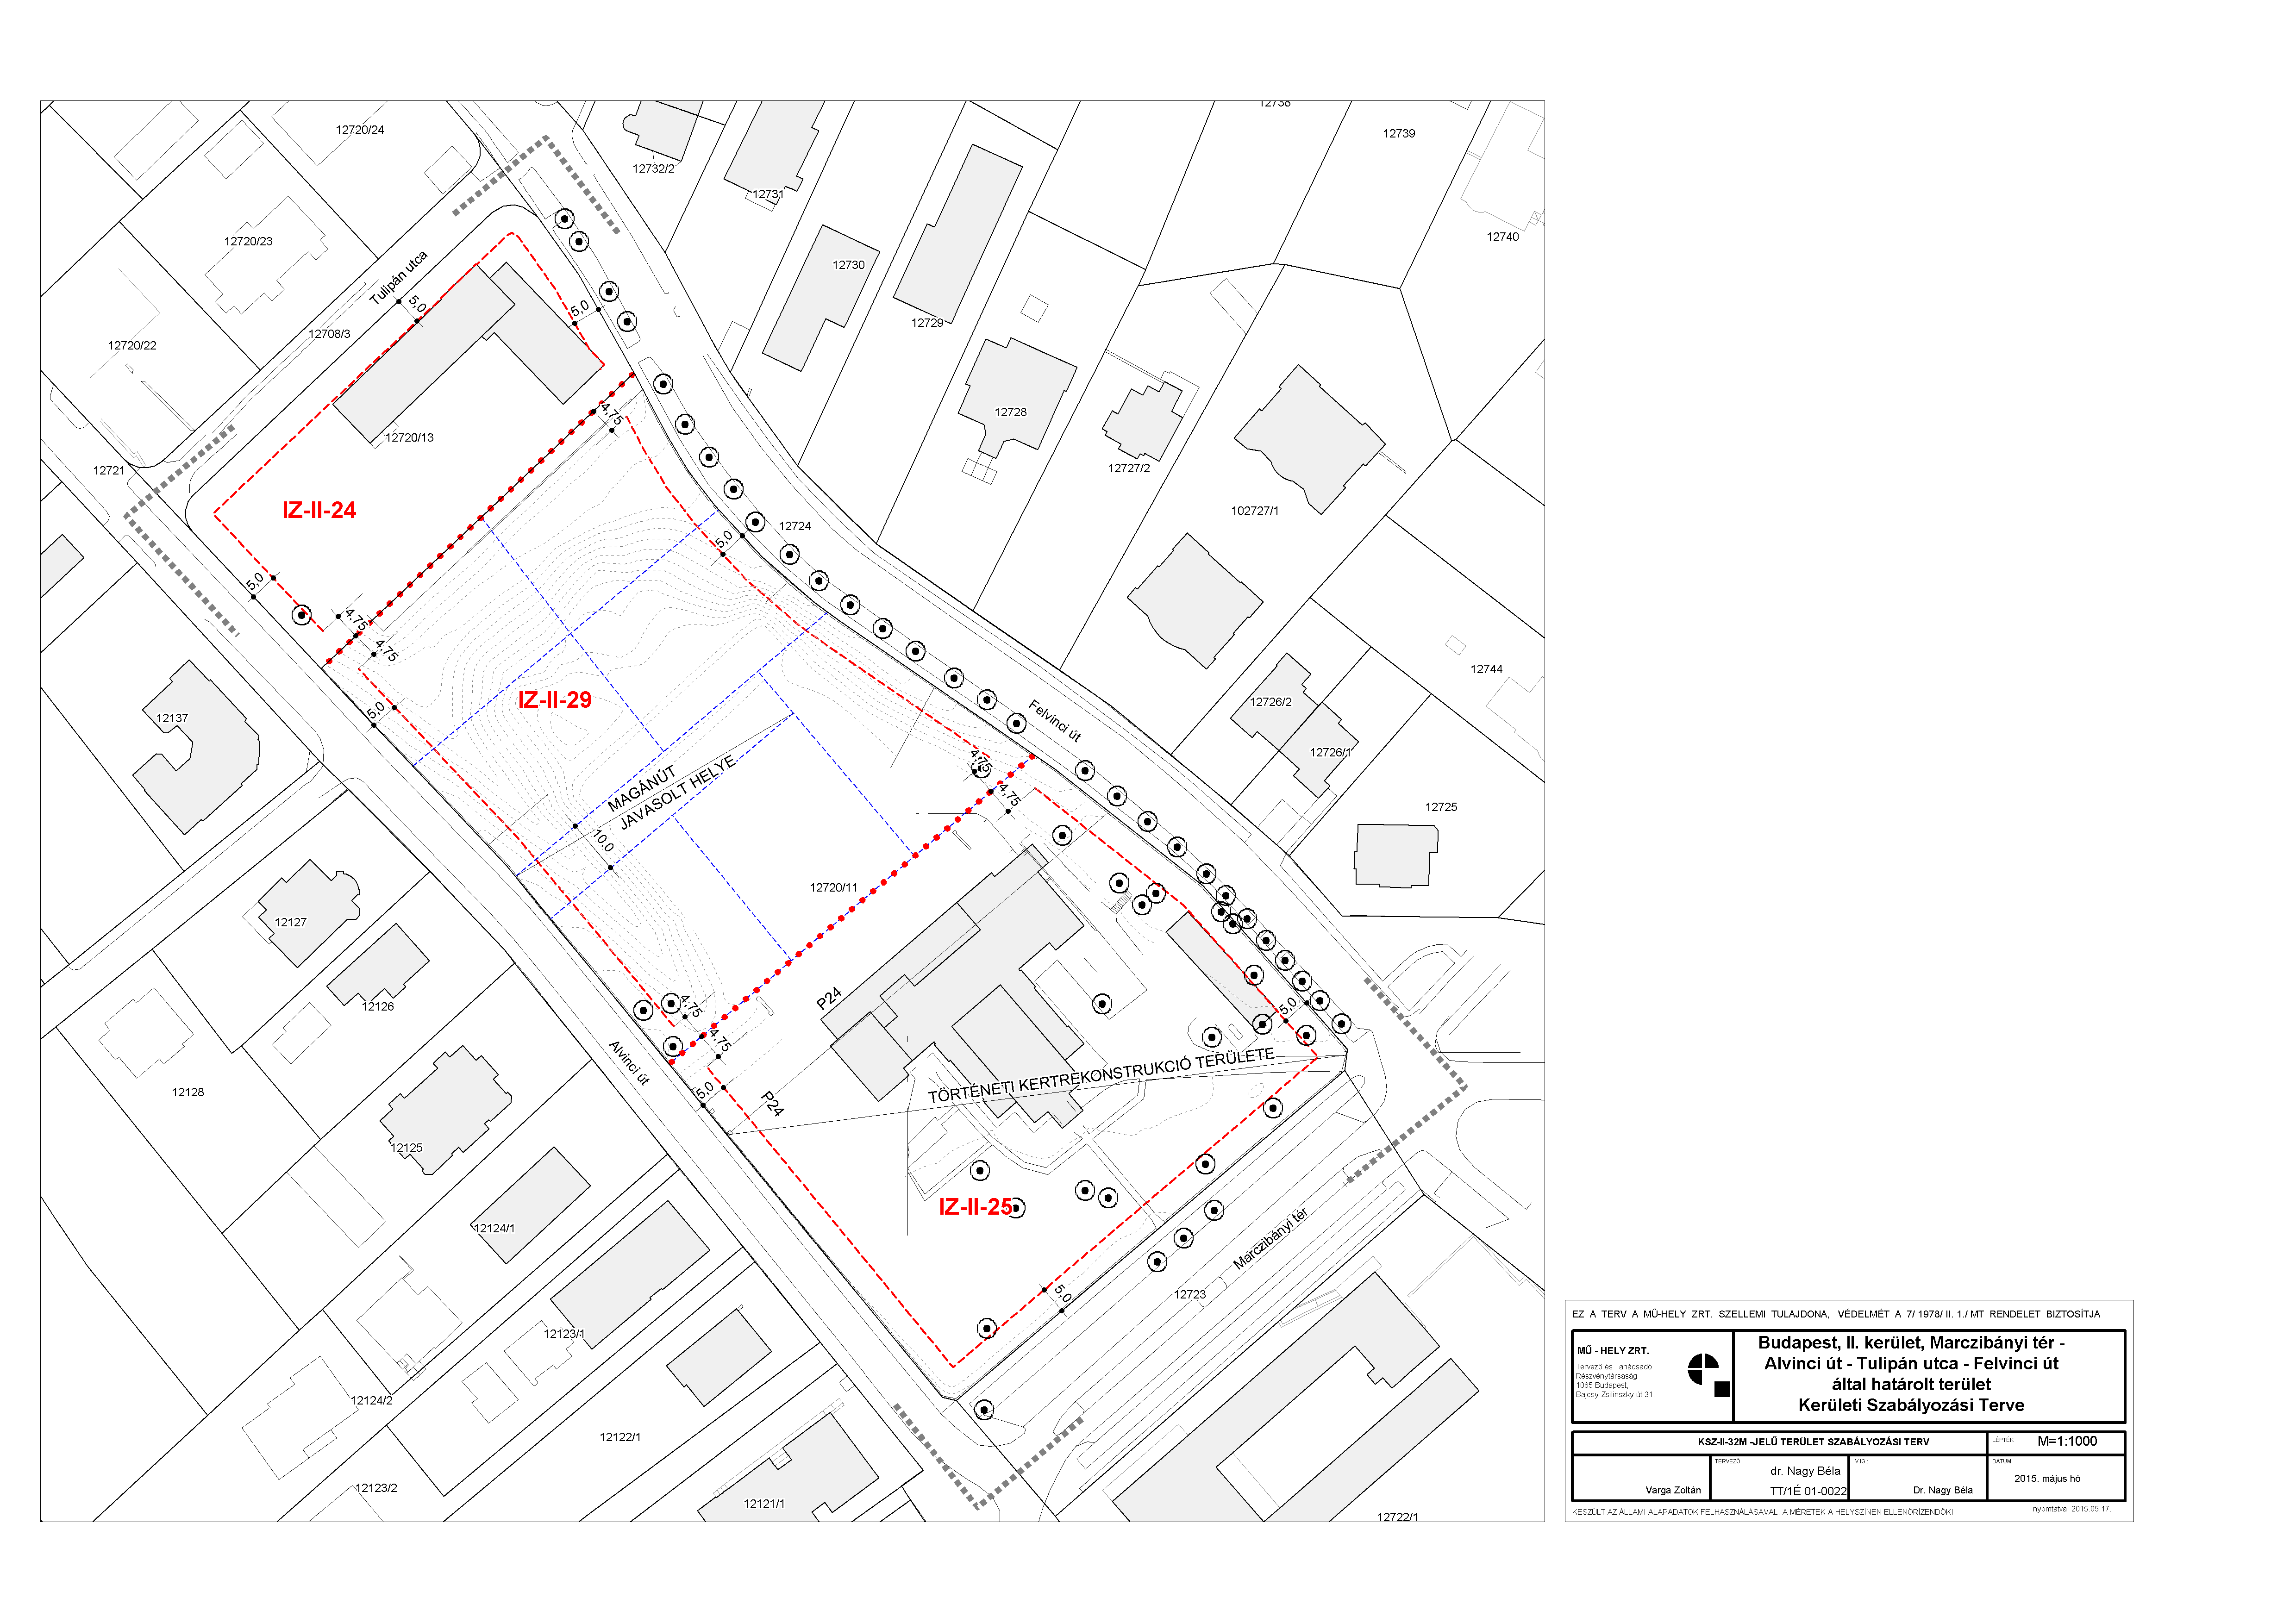 12738
12720/24
12739
12732/2
12731
12720/23
12740
Tulipán utca
12730
5,0
5,0
12729
12708/3
12720/22
4,75
12728
12720/13
12727/2
12721
IZ-II-24
102727/1
12724
5,0
5,0
4,75
4,75
12744
IZ-II-29
12726/2
5,0
12137
Felvinci út
12726/1
4,75
MAGÁNÚT
JAVASOLT HELYE
4,75
12725
10,0
12720/11
12127
P24
4,75
5,0
12126
4,75
Alvinci út
TÖRTÉNETI KERTREKONSTRUKCIÓ TERÜLETE
12128
5,0
P24
12125
IZ-II-25
12124/1
Marczibányi tér
5,0
12723
12123/1
12124/2
12122/1
12123/2
12121/1
12722/1
EZ A TERV A MŰ-HELY ZRT. SZELLEMI TULAJDONA, VÉDELMÉT A 7/ 1978/ II. 1./ MT RENDELET BIZTOSÍTJA
MŰ - HELY ZRT.
Tervező és Tanácsadó
Részvénytársaság
1065 Budapest,
Bajcsy-Zsilinszky út 31.
Budapest, II. kerület, Marczibányi tér -
Alvinci út - Tulipán utca - Felvinci út
által határolt terület
Kerületi Szabályozási Terve
KSZ-II-32M -JELŰ TERÜLET SZABÁLYOZÁSI TERV
LÉPTÉK
M=1:1000
Varga Zoltán
TERVEZŐ
dr. Nagy Béla
TT/1É 01-0022
V.IG.:
Dr. Nagy Béla
DÁTUM
2015. május hó
KÉSZÜLT AZ ÁLLAMI ALAPADATOK FELHASZNÁLÁSÁVAL. A MÉRETEK A HELYSZÍNEN ELLENŐRIZENDŐK!
nyomtatva: 2015.05.17.